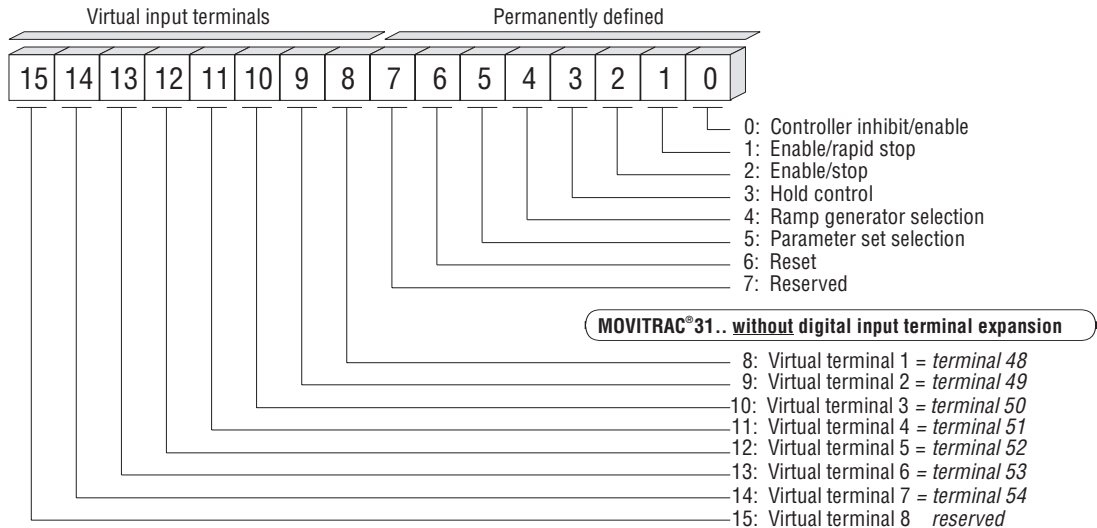 Virtual input terminals Permanently defined
15 14 13 12 11 10 9 8 7 6 5 4 3 2 1 0
0: Controller inhibit/enable
1: Enable/rapid stop
2: Enable/stop
3: Hold control
4: Ramp generator selection
5: Parameter set selection
6: Reset
7: Reserved
MOVITRAC®31.. without digital input terminal expansion
8: Virtual terminal 1 = terminal 48
9: Virtual terminal 2 = terminal 49
10: Virtual terminal 3 = terminal 50
11: Virtual terminal 4 = terminal 51
12: Virtual terminal 5 = terminal 52
13: Virtual terminal 6 = terminal 53
14: Virtual terminal 7 = terminal 54
15: Virtual terminal 8 reserved